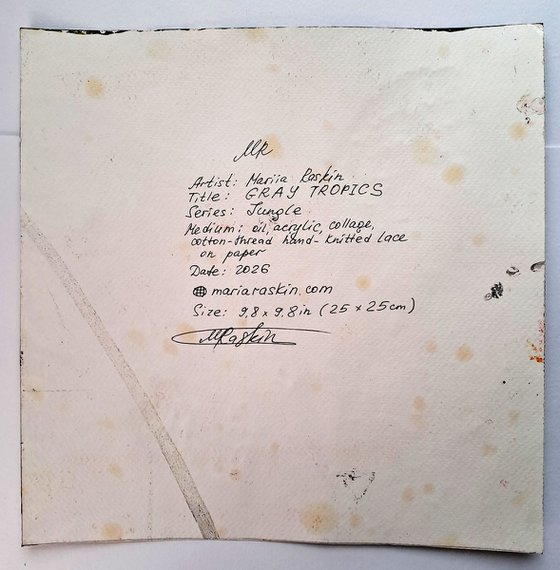 MR
Artist: Mariia Raskin
Title: GRAY TROPICS
Series: Jungle
Medium: oil, acrylic, collage,
cotton-thread hand-knitted lace
on paper
Date: 2026
mariaraskin.com
Size: 9,8 x 9,8 in (25 x 25 cm)
MRaskin